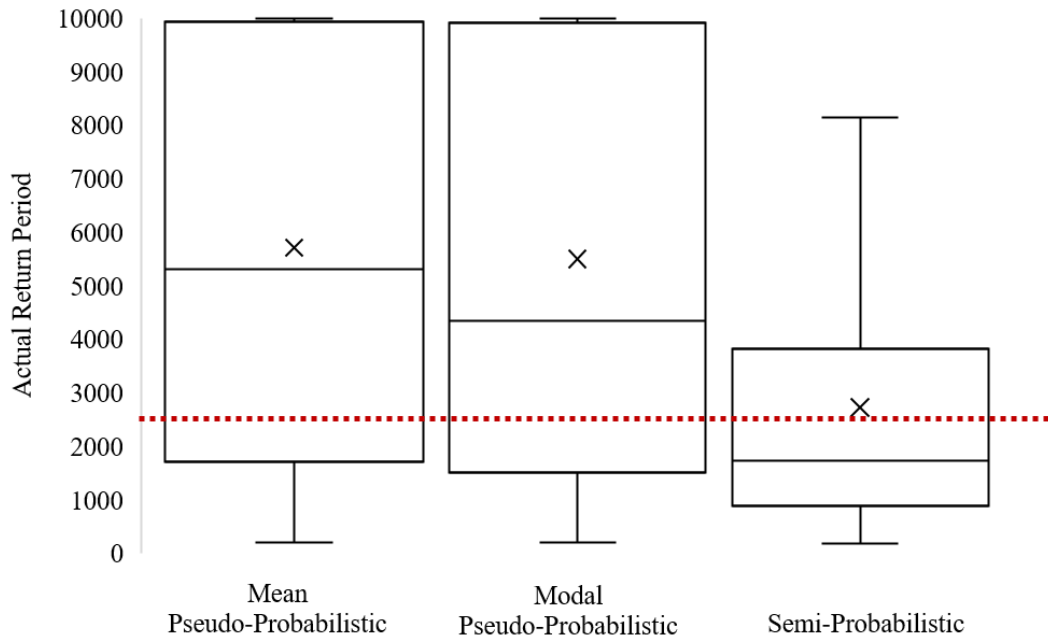 10000
9000
8000
7000
6000
5000
4000
3000
2000
1000
0
Actual Return Period
Mean
Pseudo-Probabilistic
Modal
Pseudo-Probabilistic
Semi-Probabilistic